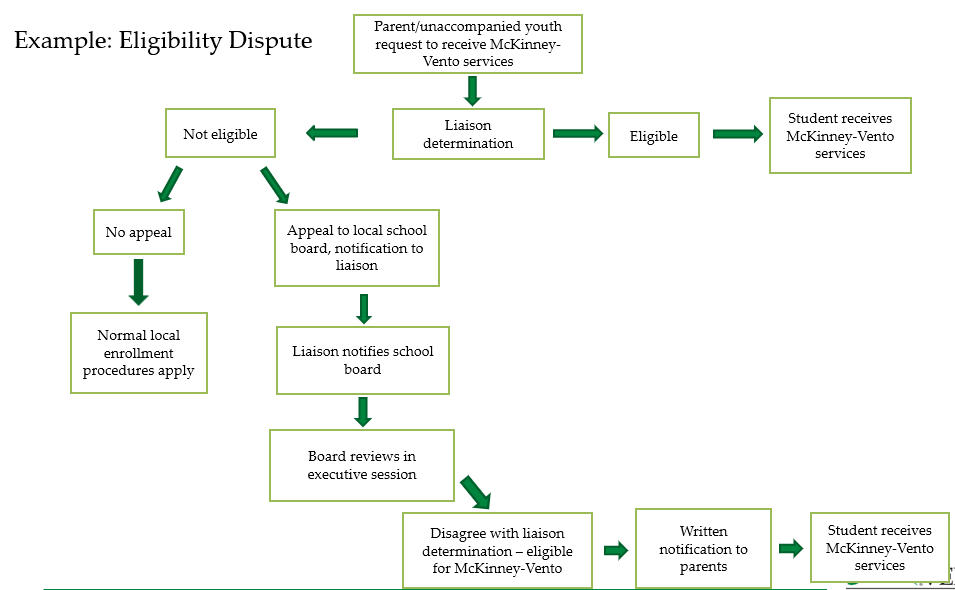 Example: Eligibility Dispute
Parent/unaccompanied youth
request to receive McKinney-
Vento services
Not eligible
Liaison
determination
Eligible
Student receives
McKinney-Vento
services
No appeal
Appeal to local school
board, notification to
liaison
Normal local
enrollment
procedures apply
Liaison notifies school
board
Board reviews in
executive session
Disagree with liaison
determination – eligible
for McKinney-Vento
Written
notification to
parents
Student receives
McKinney-Vento
services